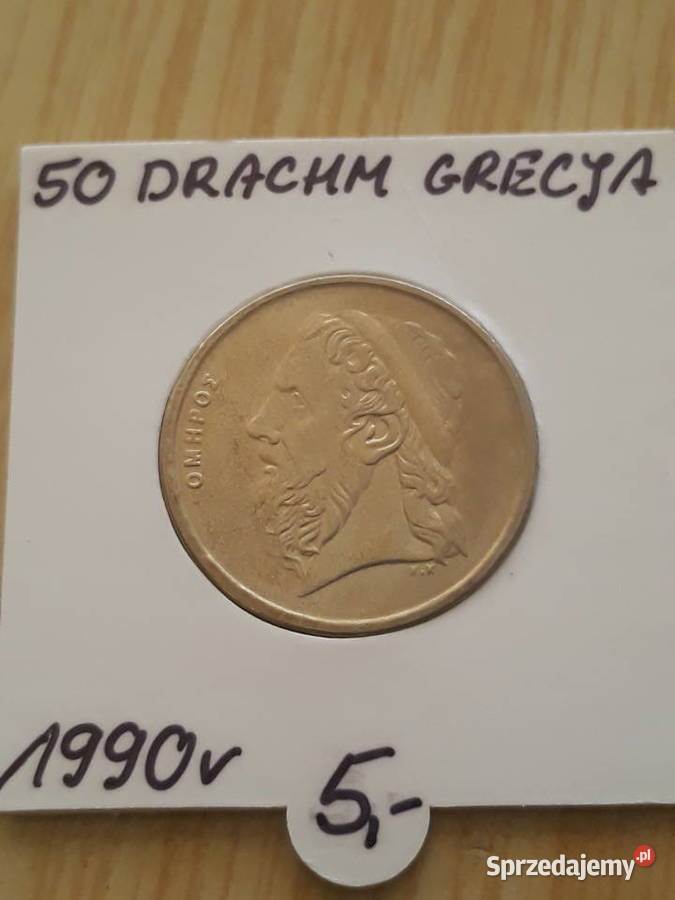 50 DRACHM GRECJA
ΟΜΗΡΟΣ
1990r
5,-
Sprzedajemy.pl